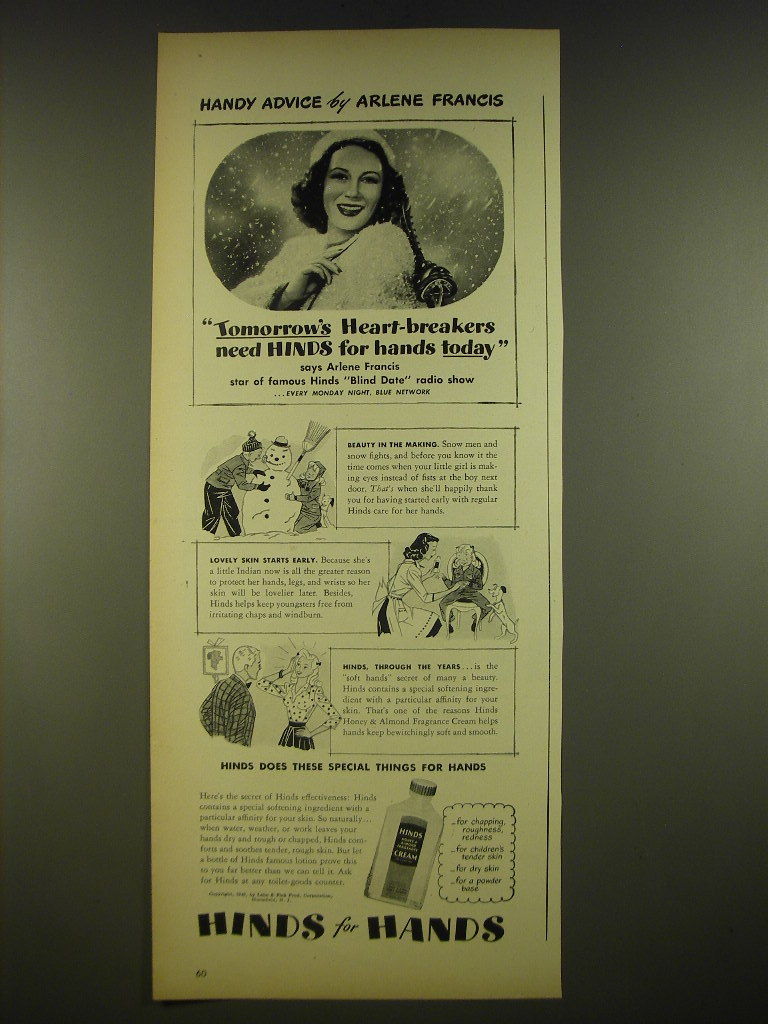 HANDY ADVICE by ARLENE FRANCIS
"Tomorrow's Heart-breakers
need HINDS for hands today"
says Arlene Francis
star of famous Hinds "Blind Date" radio show
...EVERY MONDAY NIGHT, BLUE NETWORK
BEAUTY IN THE MAKING. Snow men and
snow fights, and before you know it the
time comes when your little girl is mak-
ing eyes instead of fists at the boy next
door. That's when she'll happily thank
you for having started early with regular
Hinds care for her hands.
LOVELY SKIN STARTS EARLY. Because she's
a little Indian now is all the greater reason
to protect her hands, legs, and wrists so her
skin will be lovelier later. Besides,
Hinds helps keep youngsters free from
irritating chaps and windburn.
HINDS, THROUGH THE YEARS...is the
"soft hands" secret of many a beauty.
Hinds contains a special softening ingre-
dient with a particular affinity for your
skin. That's one of the reasons Hinds
Honey & Almond Fragrance Cream helps
hands keep bewitchingly soft and smooth.
HINDS DOES THESE SPECIAL THINGS FOR HANDS
Here's the secret of Hinds effectiveness: Hinds
contains a special softening ingredient with a
particular affinity for your skin. So naturally...
when water, weather, or work leaves your
hands dry and rough or chapped, Hinds com-
forts and soothes tender, rough skin. But let
a bottle of Hinds famous lotion prove this
to you far better than we can tell it. Ask
for Hinds at any toilet-goods counter.
Copyright, by Lehn & Fink Prod. Corporation,
Bloomfield, N. J.
HINDS
HONEY &
ALMOND
FRAGRANCE
CREAM
...for chapping,
roughness,
redness
...for children's
tender skin
...for dry skin
...for a powder
base
HINDS for HANDS
60